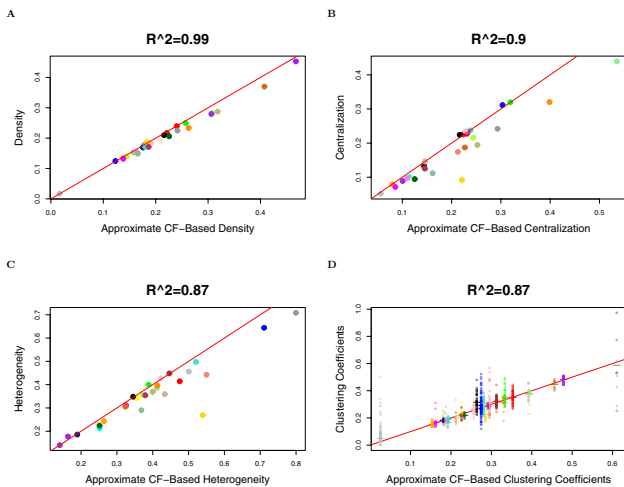 A
R^2=0.99
Density
0.0 0.1 0.2 0.3 0.4
0.0 0.1 0.2 0.3 0.4
Approximate CF−Based Density
B
R^2=0.9
Centralization
0.1 0.2 0.3 0.4
0.1 0.2 0.3 0.4 0.5
Approximate CF−Based Centralization
C
R^2=0.87
Heterogeneity
0.2 0.3 0.4 0.5 0.6 0.7
0.2 0.3 0.4 0.5 0.6 0.7 0.8
Approximate CF−Based Heterogeneity
D
R^2=0.87
Clustering Coefficients
0.0 0.2 0.4 0.6 0.8 1.0
0.1 0.2 0.3 0.4 0.5 0.6
Approximate CF−Based Clustering Coefficients